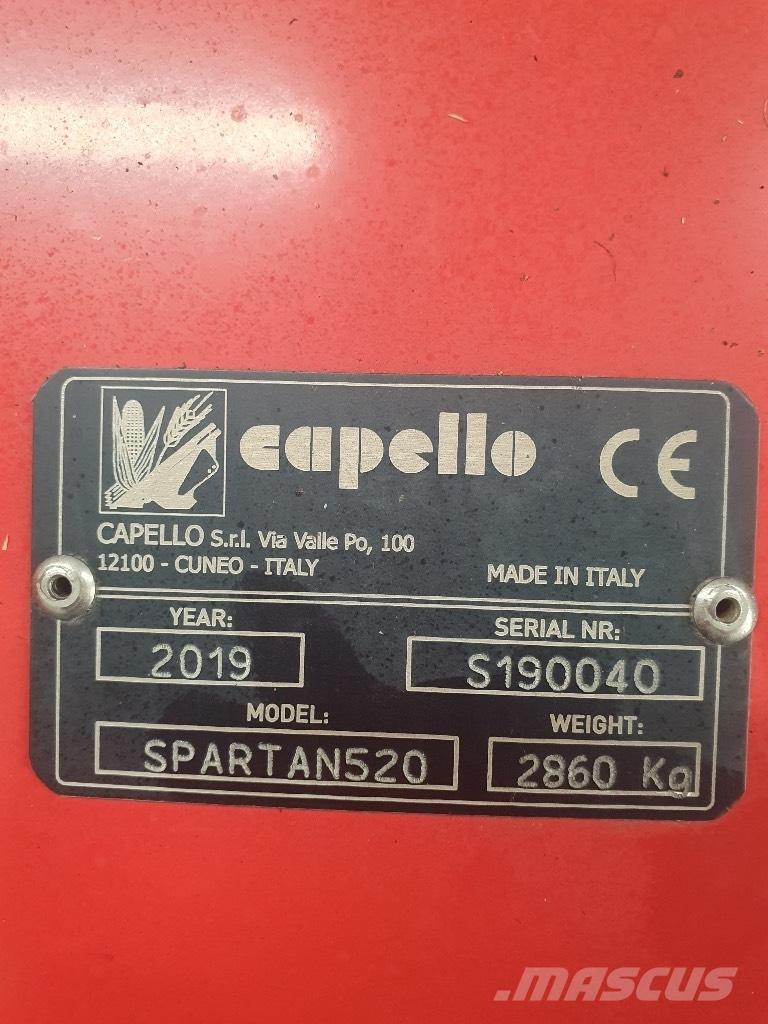 capello CE
CAPELLO S.r.l. Via Valle Po, 100
12100 - CUNEO - ITALY
MADE IN ITALY
YEAR:
2019
SERIAL NR:
S190040
MODEL:
SPARTAN520
WEIGHT:
2860 Kg
.MASCUS